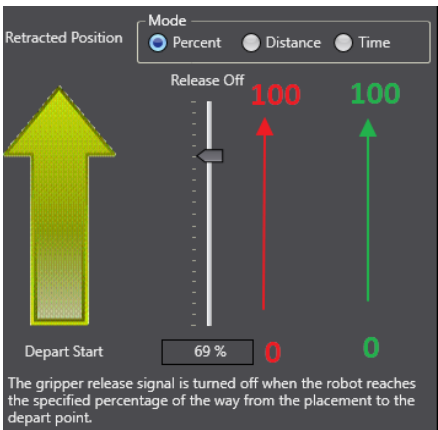 Mode
Retracted Position
Percent Distance Time
Release Off
100 100
Depart Start
69 %
0 0
The gripper release signal is turned off when the robot reaches
the specified percentage of the way from the placement to the
depart point.